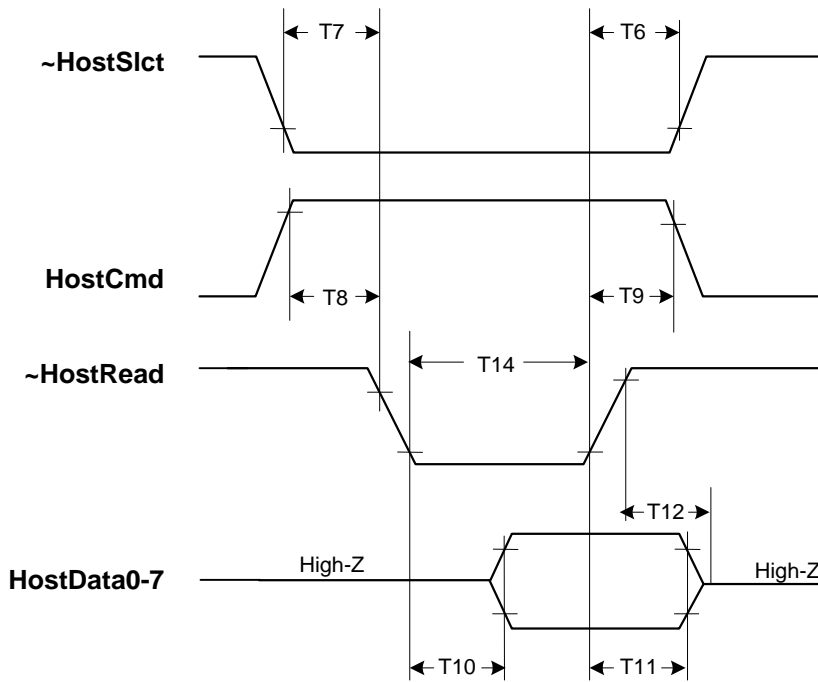 T7
T6
~HostSlct
HostCmd
T8
T9
~HostRead
T14
T12
High-Z
High-Z
HostData0-7
T10
T11